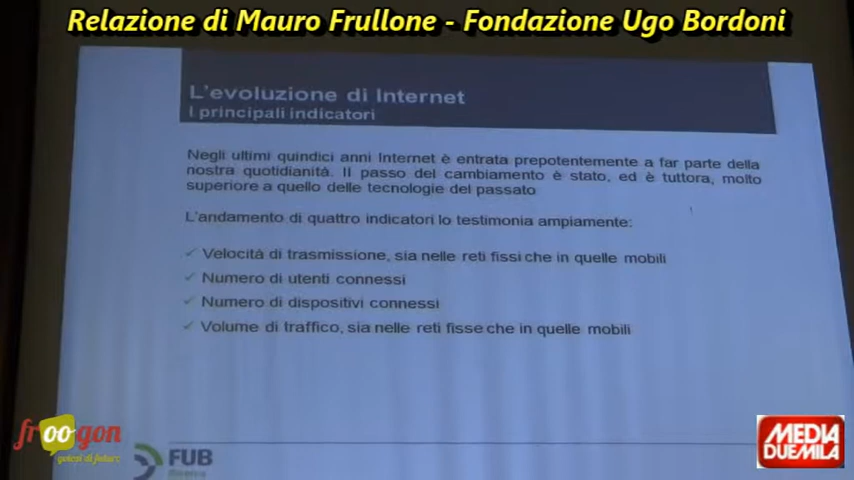 Relazione di Mauro Frullone - Fondazione Ugo Bordoni
L'evoluzione di Internet
I principali indicatori
Negli ultimi quindici anni Internet è entrata prepotentemente a far parte della
nostra quotidianità. Il passo del cambiamento è stato, ed è tuttora, molto
superiore a quello delle tecnologie del passato
L'andamento di quattro indicatori lo testimonia ampiamente:
✓ Velocità di trasmissione, sia nelle reti fissi che in quelle mobili
✓ Numero di utenti connessi
✓ Numero di dispositivi connessi
✓ Volume di traffico, sia nelle reti fisse che in quelle mobili
froogon
FUB
MEDIA
DUEMILA